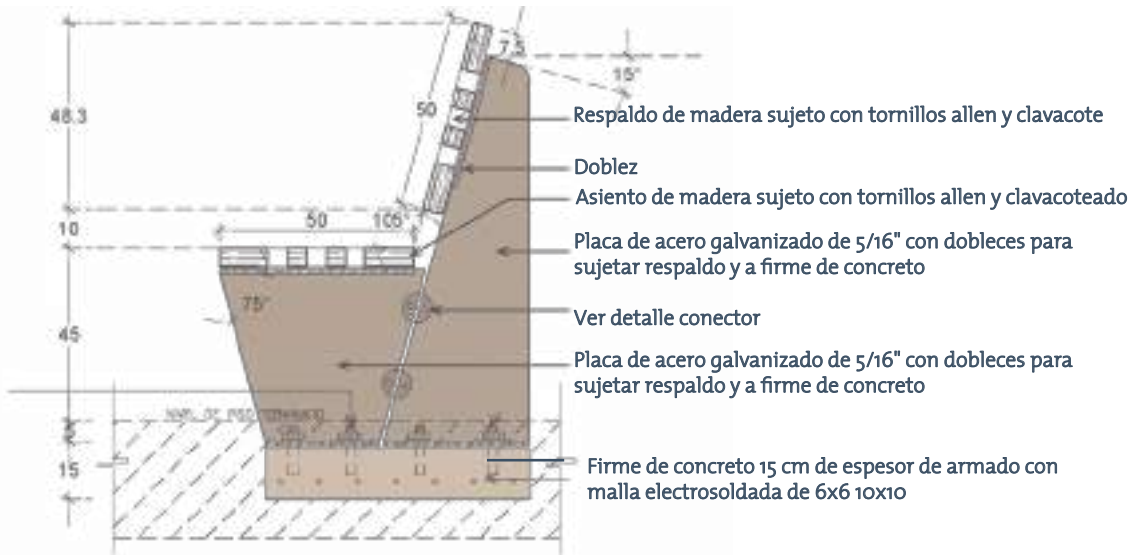 7.5
15°
50
48.3
Respaldo de madera sujeto con tornillos allen y clavacote
Doblez
Asiento de madera sujeto con tornillos allen y clavacoteado
50
105°
10
Placa de acero galvanizado de 5/16" con dobleces para
sujetar respaldo y a firme de concreto
75°
Ver detalle conector
45
Placa de acero galvanizado de 5/16" con dobleces para
sujetar respaldo y a firme de concreto
NIVEL DE PISO TERMINADO
15
Firme de concreto 15 cm de espesor de armado con
malla electrosoldada de 6x6 10x10